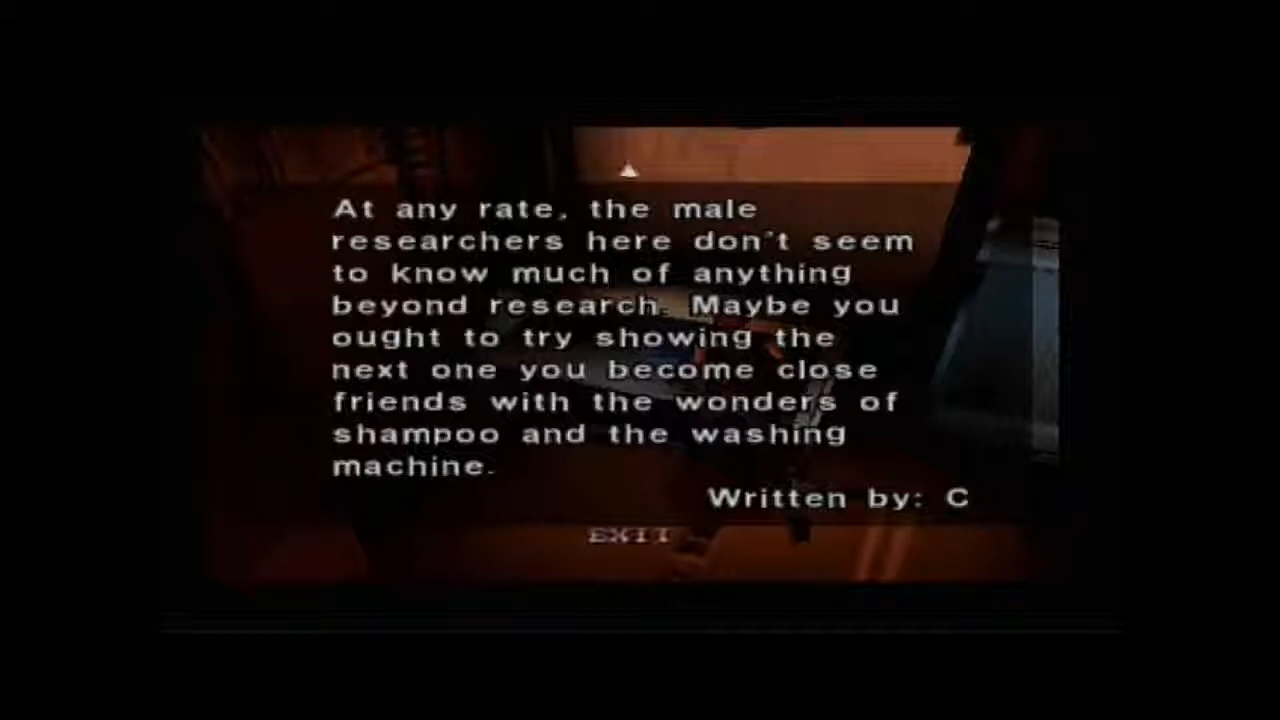 At any rate, the male
researchers here don't seem
to know much of anything
beyond research. Maybe you
ought to try showing the
next one you become close
friends with the wonders of
shampoo and the washing
machine.
Written by: C
EXIT